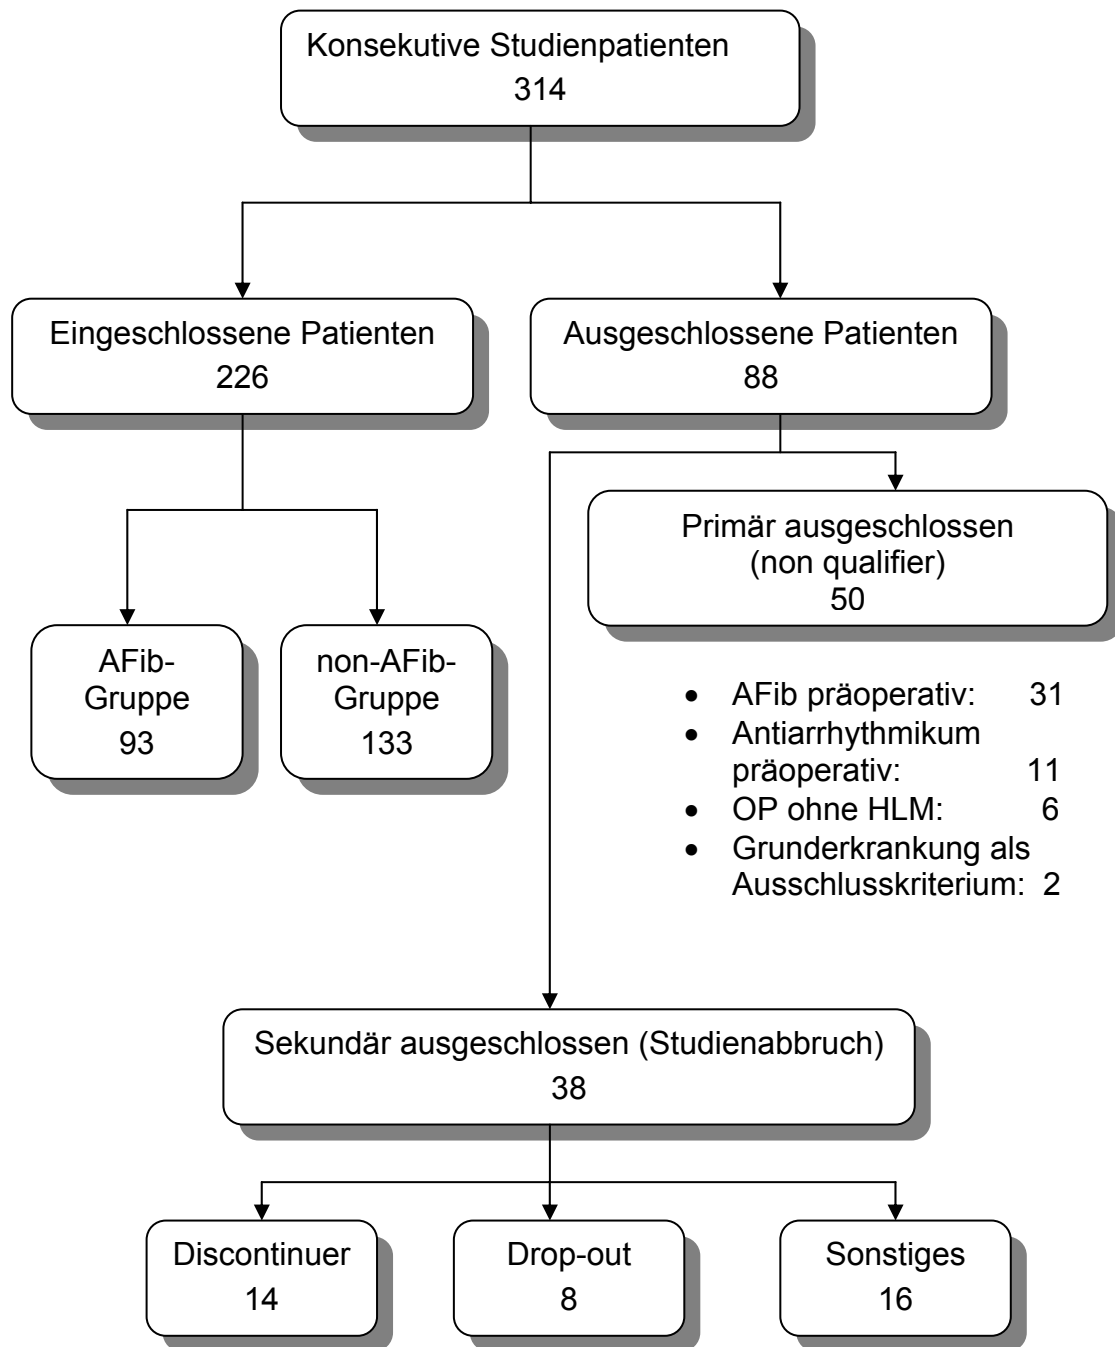 Konsekutive Studienpatienten
314
Eingeschlossene Patienten
226
Ausgeschlossene Patienten
88
Primär ausgeschlossen
(non qualifier)
50
AFib-
Gruppe
93
non-AFib-
Gruppe
133
• AFib präoperativ: 31
• Antiarrhythmikum
präoperativ: 11
• OP ohne HLM: 6
• Grunderkrankung als
Ausschlusskriterium: 2
Sekundär ausgeschlossen (Studienabbruch)
38
Discontinuer
14
Drop-out
8
Sonstiges
16